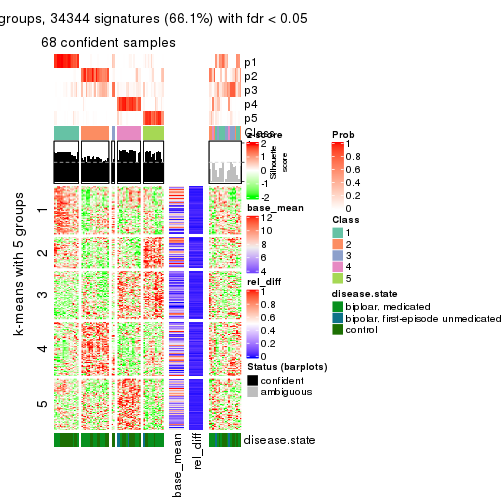 groups, 34344 signatures (66.1%) with fdr < 0.05
68 confident samples
p1
p2
p3
p4
p5
Class
Silhouette
score
k-means with 5 groups
1
2
3
4
5
base_mean
rel_diff
disease.state
z-score
2
1
0
-1
-2
base_mean
12
10
8
6
4
rel_diff
1
0.8
0.6
0.4
0.2
0
Status (barplots)
confident
ambiguous
Prob
1
0.8
0.6
0.4
0.2
0
Class
1
2
3
4
5
disease.state
biploar. medicated
bipolar. first-episode unmedicated
control